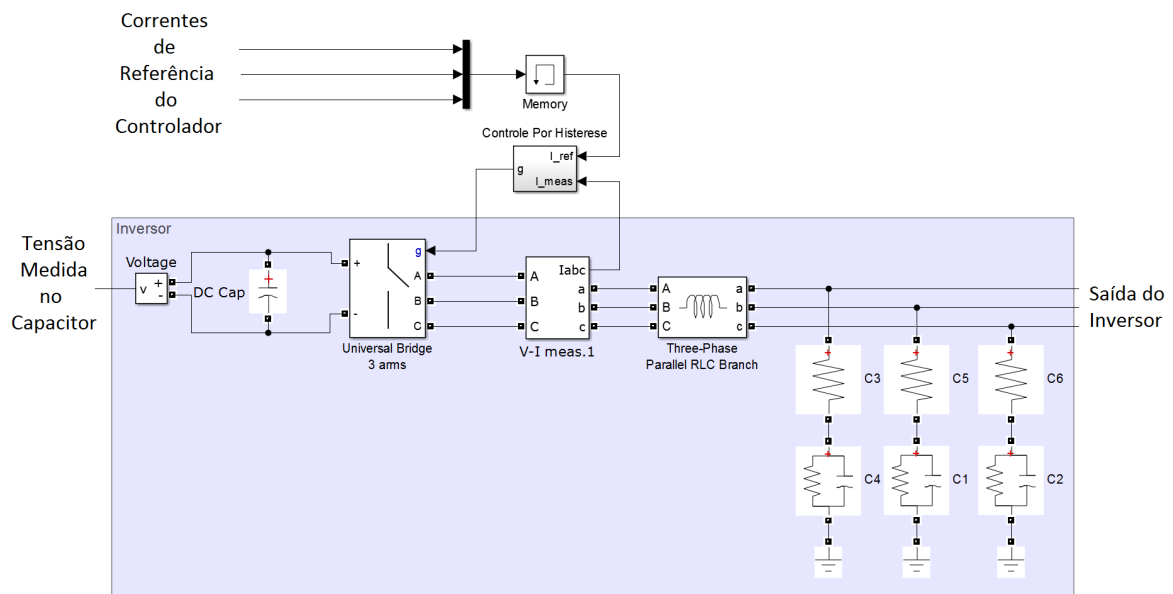 Correntes
de
Referência
do
Controlador
Memory
Controle Por Histerese
I_ref
g
I_meas
Inversor
Tensão
Medida
no
Capacitor
Voltage
v
+
-
DC Cap
+
+
-
g
A
B
C
Universal Bridge
3 arms
A
B
C
Iabc
a
b
c
V-I meas.1
A
B
C
a
b
c
Three-Phase
Parallel RLC Branch
Saída do
Inversor
+
C3
+
C5
+
C6
+
C4
+
C1
+
C2